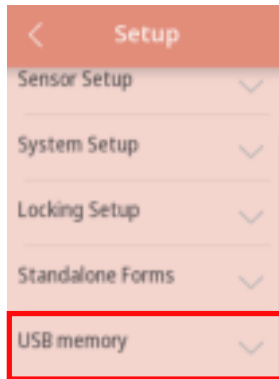 Setup
Sensor Setup
System Setup
Locking Setup
Standalone Forms
USB memory